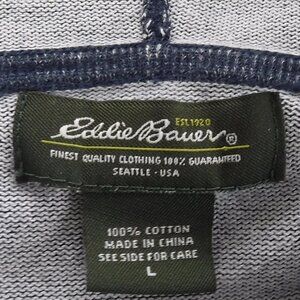 EST. 1920
Eddie Bauer®
FINEST QUALITY CLOTHING 100% GUARANTEED
SEATTLE · USA
100% COTTON
MADE IN CHINA
SEE SIDE FOR CARE
L